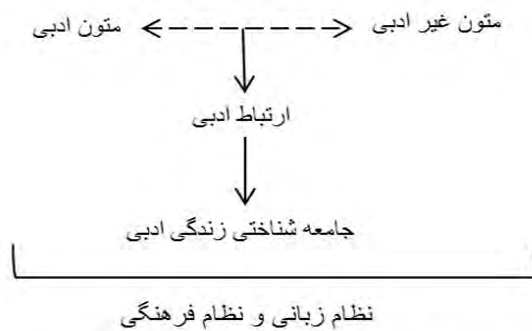 متون غیر ادبی
متون ادبی
ارتباط ادبی
جامعه شناختی زندگی ادبی
نظام زبانی و نظام فرهنگی